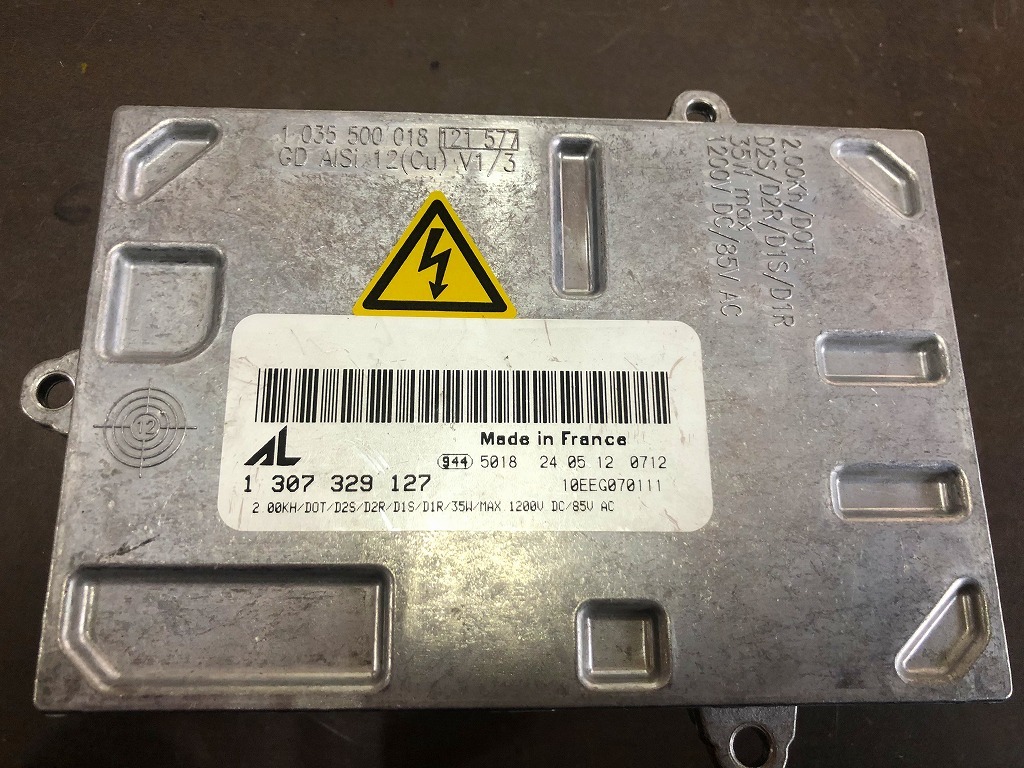 1 035 500 018 121 577
GD AlSi 12(Cu) V1/3
2.00Kh/DOT
D2S/D2R/D1S/D1R
35W max
1200V DC/85V AC
12
AL
Made in France
944 5018 24 05 12 0712
1 307 329 127 10EEG070111
2.00KH/DOT/D2S/D2R/D1S/D1R/35W/MAX.1200V DC/85V AC